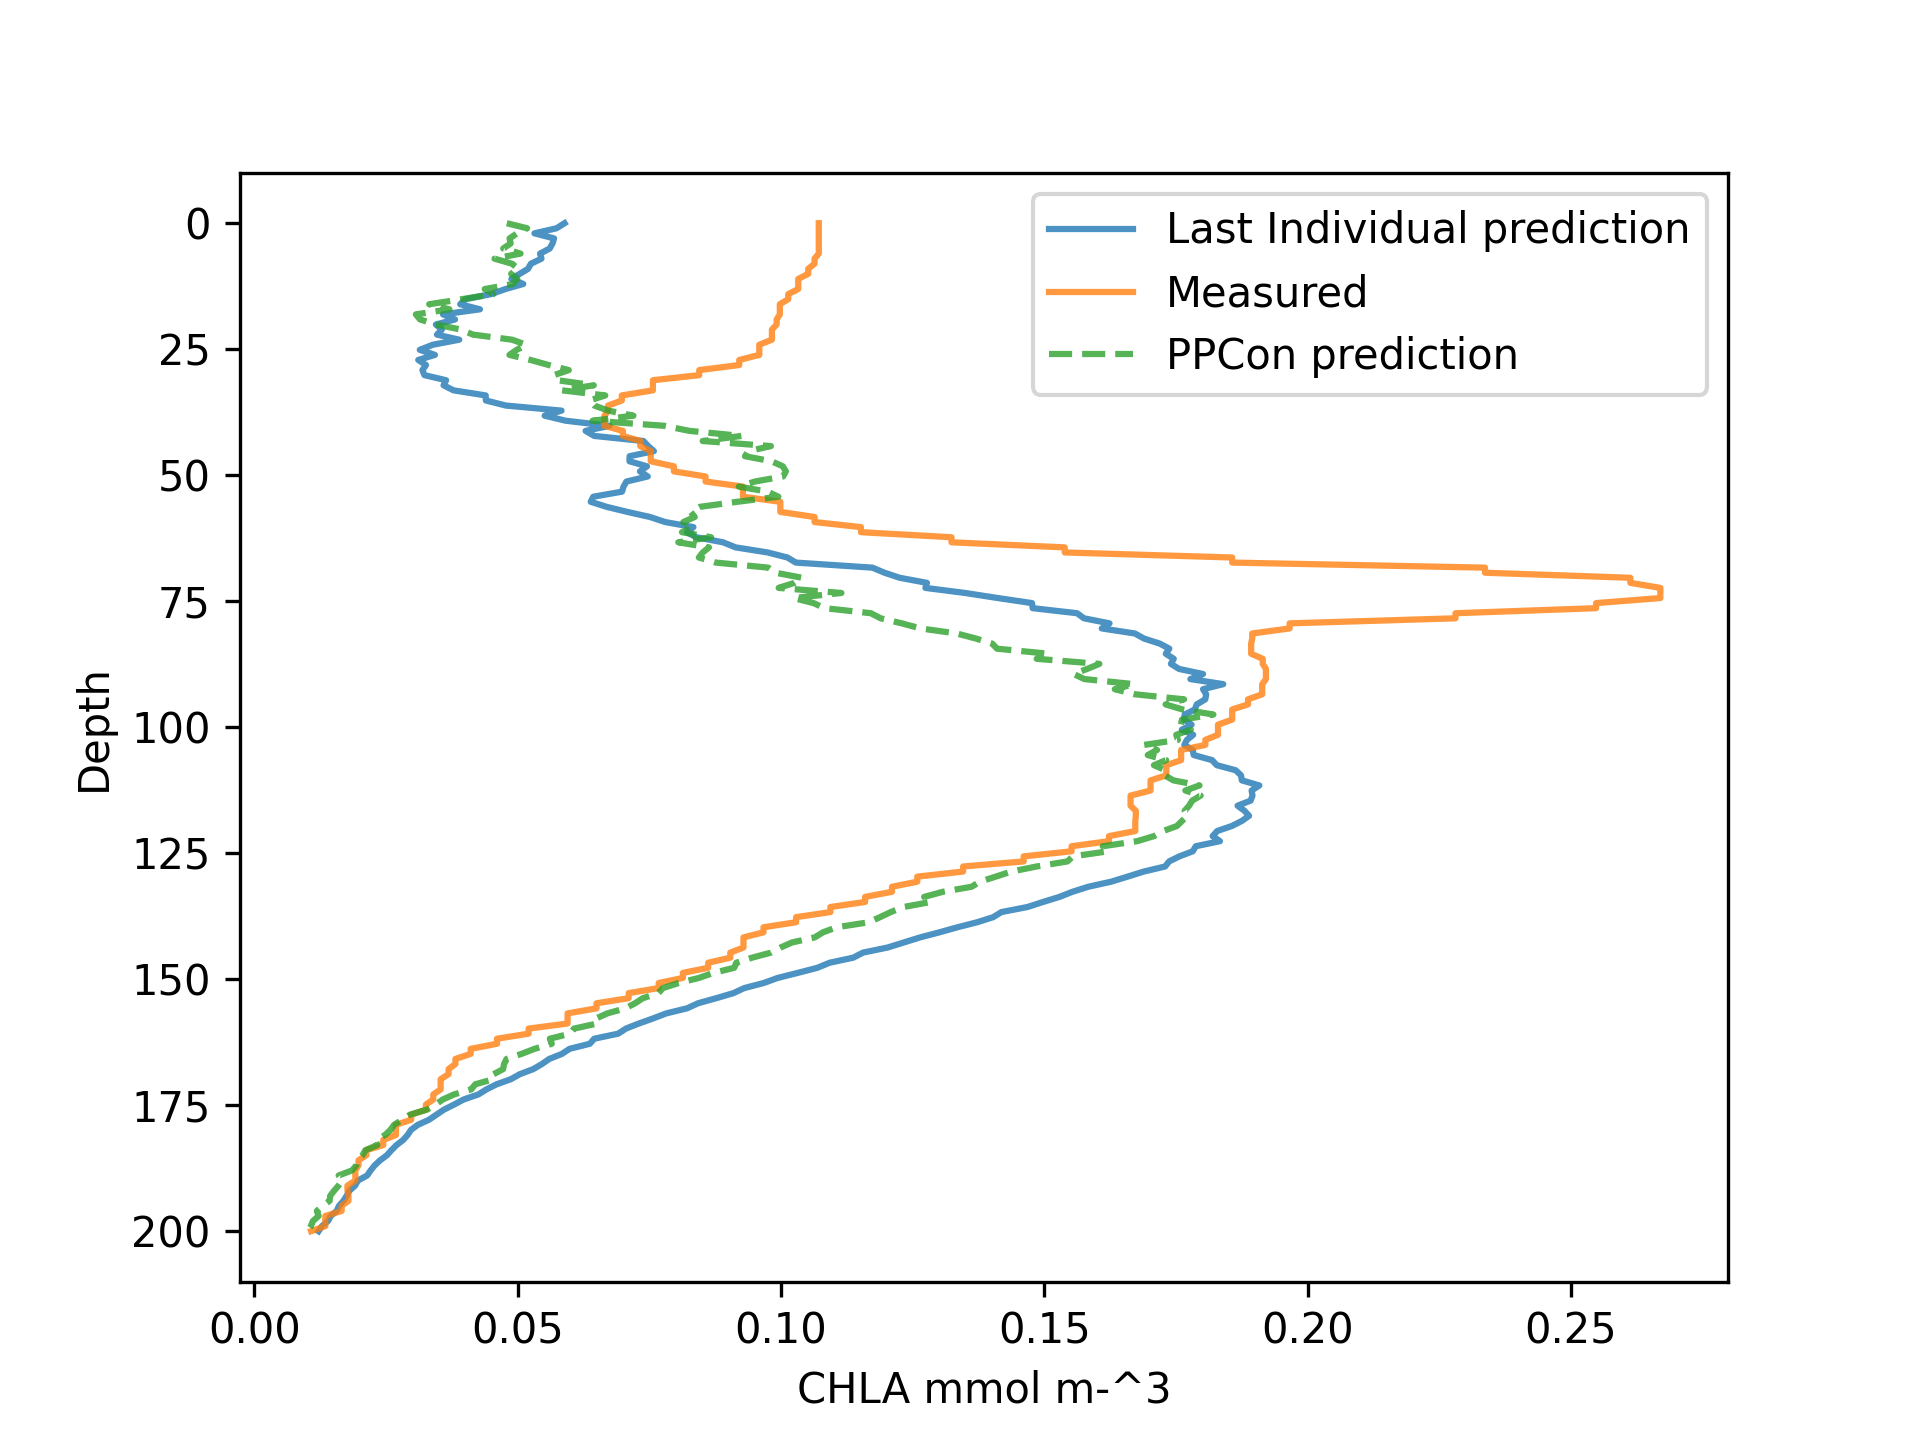 Last Individual prediction
Measured
PPCon prediction
0
25
50
75
100
125
150
175
200
Depth
0.00 0.05 0.10 0.15 0.20 0.25
CHLA mmol m-^3